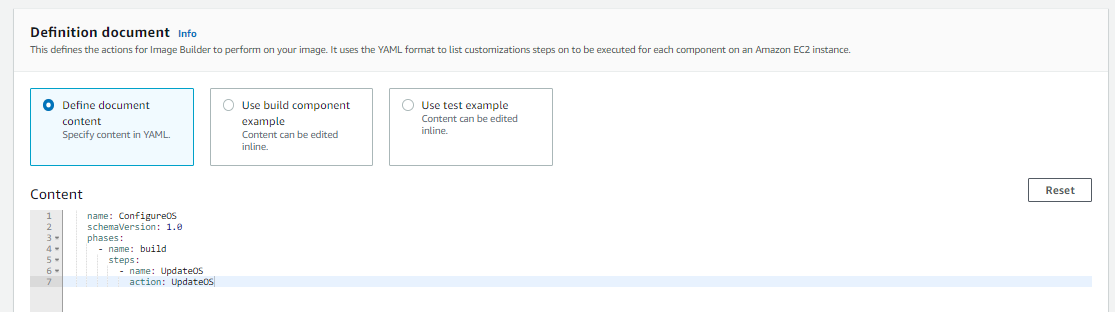 Definition document Info
This defines the actions for Image Builder to perform on your image. It uses the YAML format to list customizations steps on to be executed for each component on an Amazon EC2 instance.
Define document
content
Specify content in YAML.
Use build component
example
Content can be edited
inline.
Use test example
Content can be edited
inline.
Content
Reset
1 name: ConfigureOS
2 schemaVersion: 1.0
3 phases:
4 - name: build
5 steps:
6 - name: UpdateOS
7 action: UpdateOS